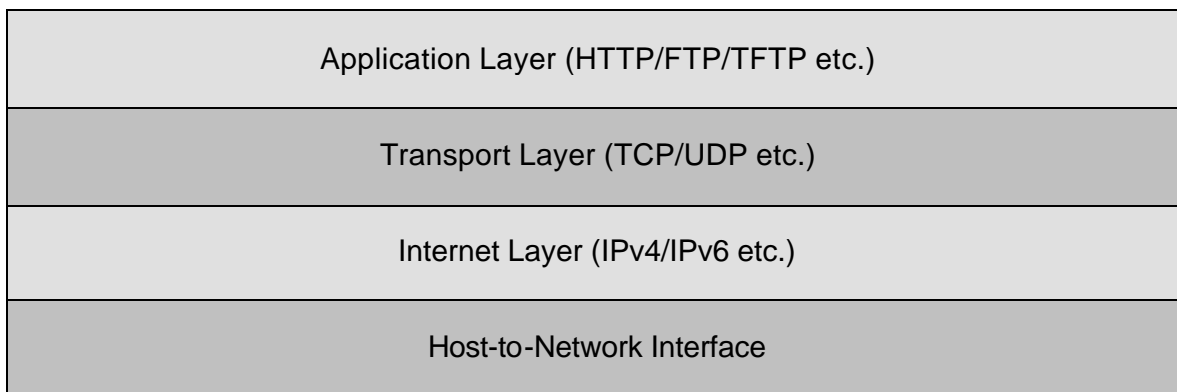 Application Layer (HTTP/FTP/TFTP etc.)
Transport Layer (TCP/UDP etc.)
Internet Layer (IPv4/IPv6 etc.)
Host-to-Network Interface